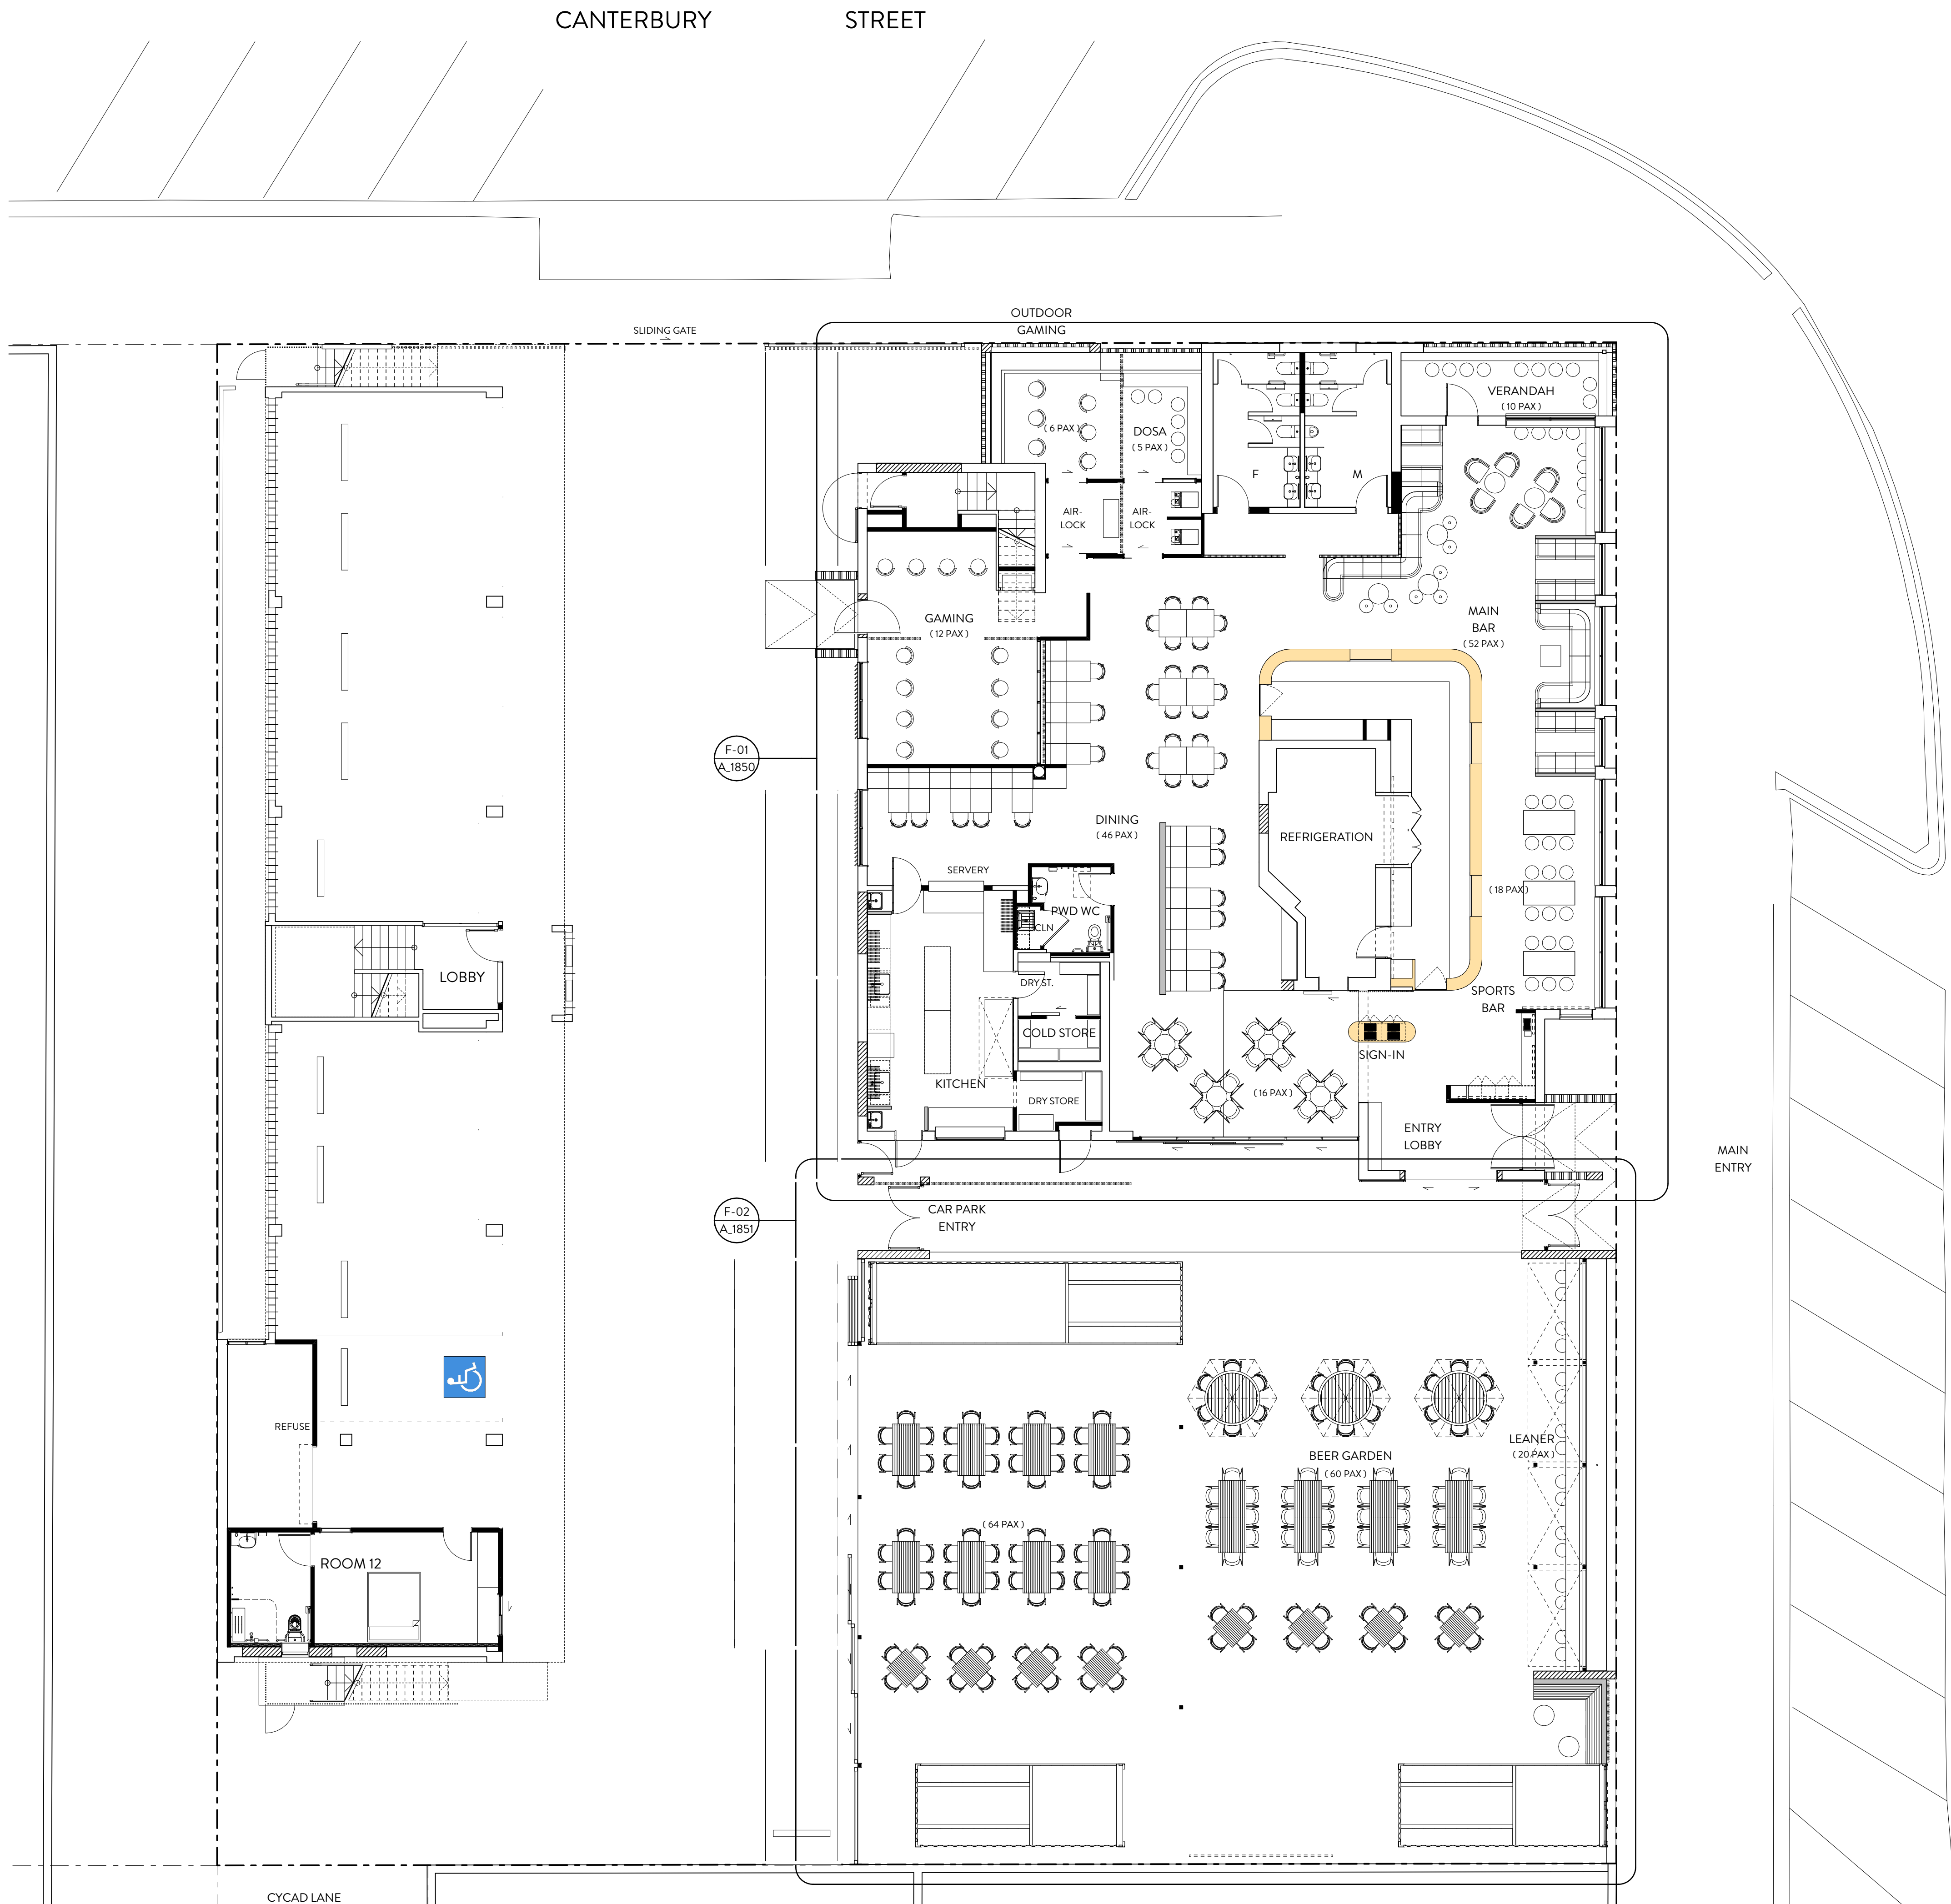 CANTERBURY STREET
OUTDOOR
GAMING
SLIDING GATE
VERANDAH
( 10 PAX )
( 6 PAX )
DOSA
( 5 PAX )
F
M
AIR-
LOCK
AIR-
LOCK
GAMING
( 12 PAX )
MAIN
BAR
( 52 PAX )
F-01
A_1850
DINING
( 46 PAX )
REFRIGERATION
SERVERY
( 18 PAX )
PWD WC
CLN
LOBBY
DRY ST.
SPORTS
BAR
COLD STORE
SIGN-IN
KITCHEN
( 16 PAX )
DRY STORE
ENTRY
LOBBY
MAIN
ENTRY
F-02
A_1851
CAR PARK
ENTRY
REFUSE
LEANER
( 20 PAX )
BEER GARDEN
( 60 PAX )
( 64 PAX )
ROOM 12
CYCAD LANE